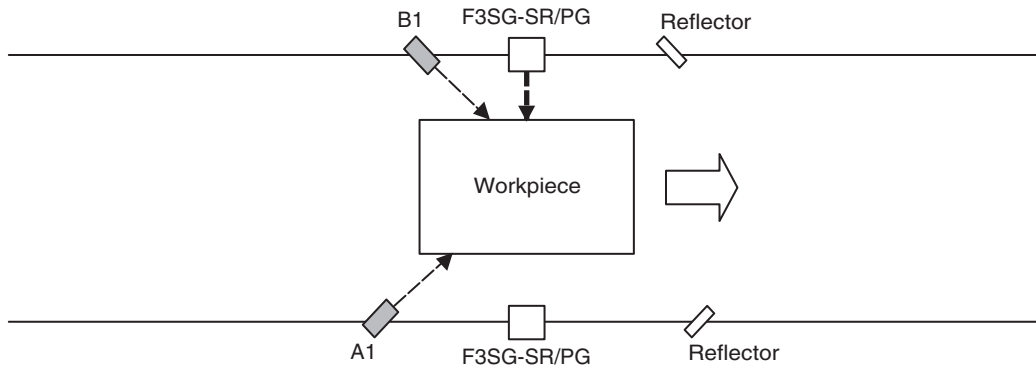 B1
F3SG-SR/PG
Reflector
Workpiece
A1
F3SG-SR/PG
Reflector